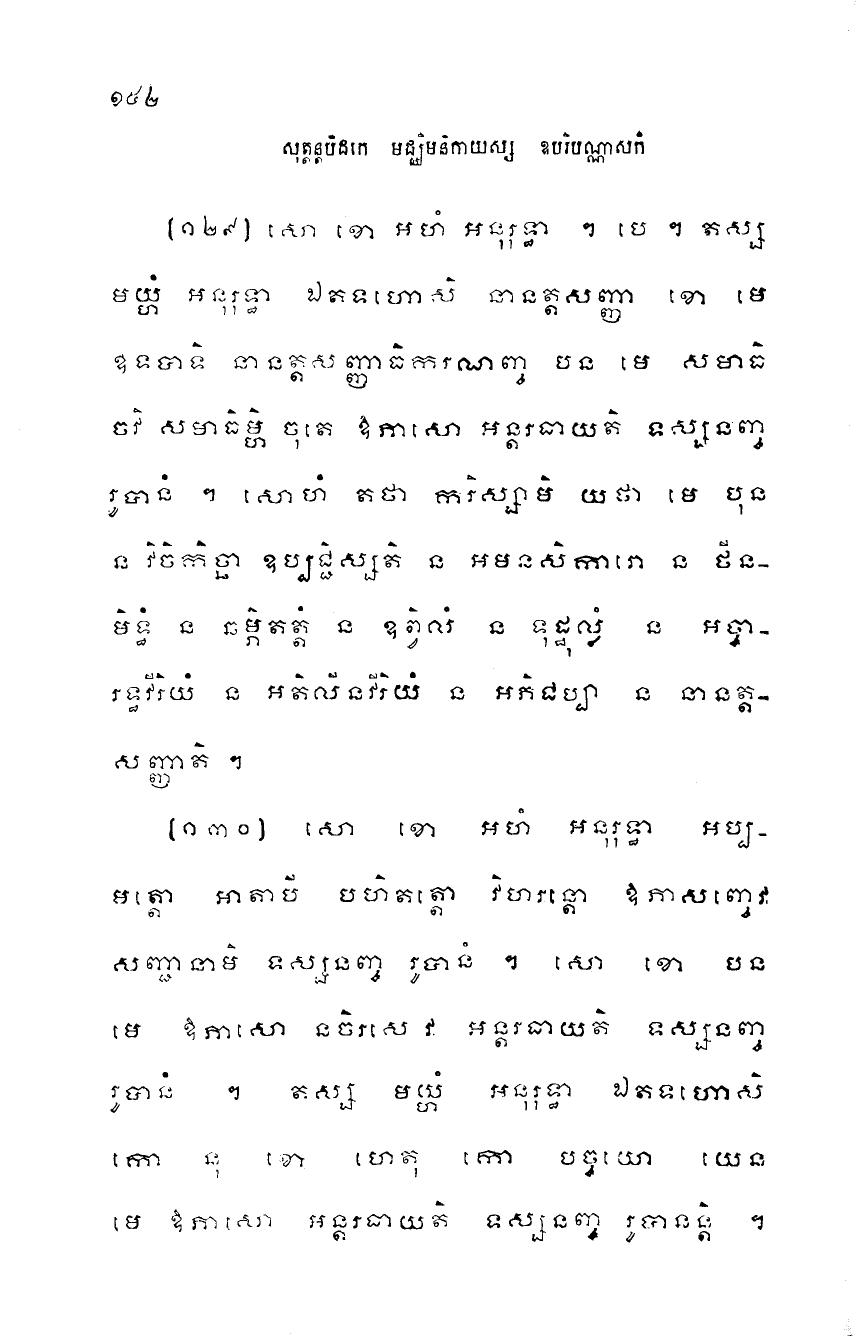 ១៤២
សុត្តន្តបិដកេ មជ្ឈិមនិកាយស្ស ឧបរិបណ្ណាសកំ
(១២៩) សោ ខោ អហំ អនុរុទ្ធា ។ បេ ។ តស្ស
មយ្ហំ អនុរុទ្ធា ឯតទហោសិ នានត្តសញ្ញា ខោ មេ
ឧទបាទិ នានត្តសញ្ញាធិករណញ្ច បន មេ សមាធិ
ចវិ សមាធិម្ហិ ចុតេ ឱភាសោ អន្តរធាយតិ ទស្សនញ្ច
រូបានំ ។ សោហំ តថា ករិស្សាមិ យថា មេ បុន
ន វិចិកិច្ឆា ឧប្បជ្ជិស្សតិ ន អមនសិការោ ន ថីន-
មិទ្ធំ ន ឆម្ភិតត្តំ ន ឧព្វិលំ ន ទុដ្ឋុល្លំ ន អច្ចា-
រទ្ធវីរិយំ ន អតិលីនវីរិយំ ន អភិជប្បា ន នានត្ត-
សញ្ញាតិ ។
(១៣០) សោ ខោ អហំ អនុរុទ្ធា អប្ប-
មត្តោ អាតាបី បហិតត្តោ វិហរន្តោ ឱភាសញ្ចេវ
សញ្ជានាមិ ទស្សនញ្ច រូបានំ ។ សោ ខោ បន
មេ ឱភាសោ នចិរស្សេវ អន្តរធាយតិ ទស្សនញ្ច
រូបានំ ។ តស្ស មយ្ហំ អនុរុទ្ធា ឯតទហោសិ
កោ នុ ខោ ហេតុ កោ បច្ចយោ យេន
មេ ឱភាសោ អន្តរធាយតិ ទស្សនញ្ច រូបានន្តិ ។